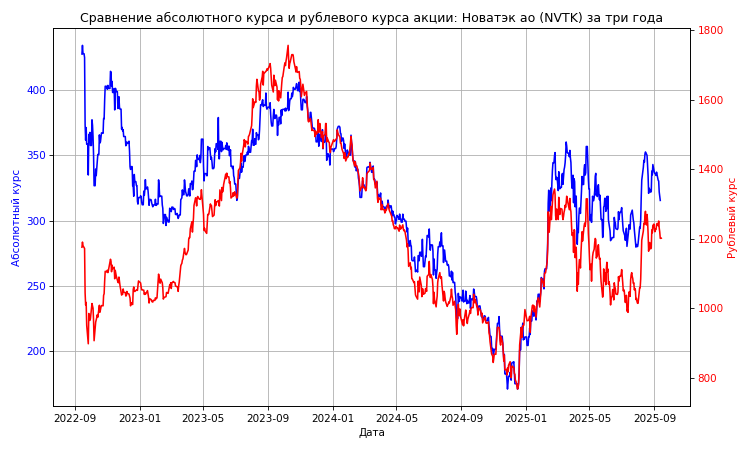 Сравнение абсолютного курса и рублевого курса акции: Новатэк ао (NVTK) за три года
Абсолютный курс
400
350
300
250
200
1800
1600
1400
1200
1000
800
Рублевый курс
2022-09 2023-01 2023-05 2023-09 2024-01 2024-05 2024-09 2025-01 2025-05 2025-09
Дата